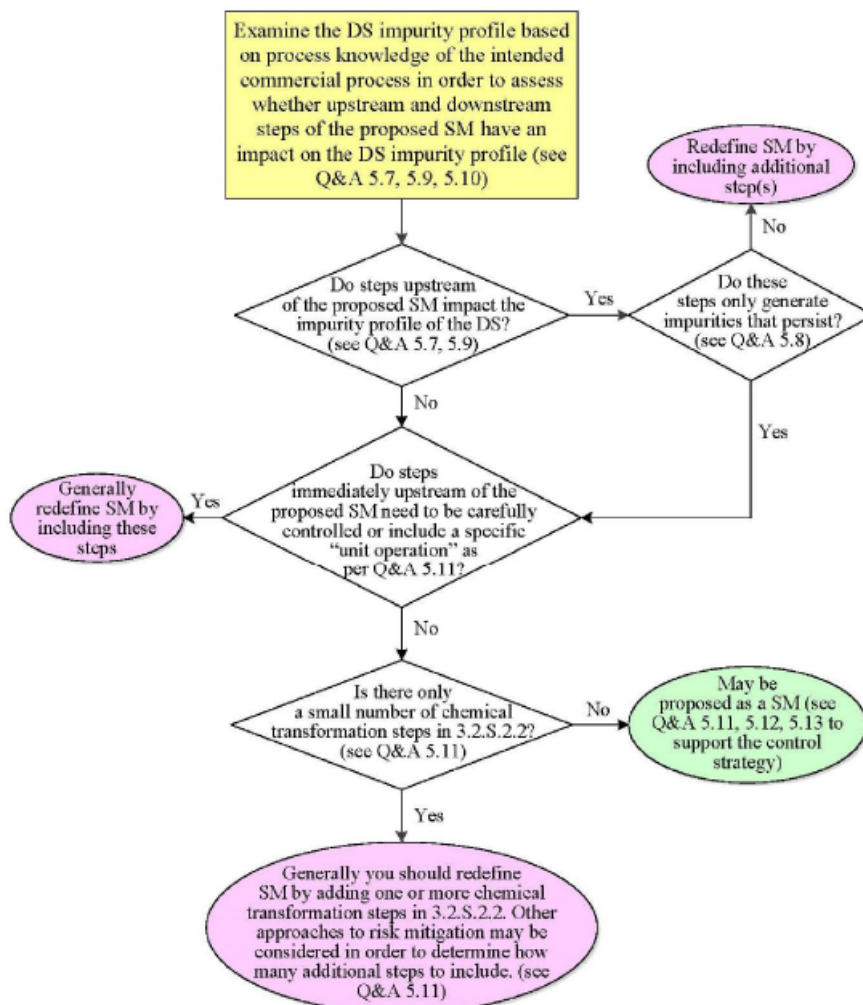 Examine the DS impurity profile based
on process knowledge of the intended
commercial process in order to assess
whether upstream and downstream
steps of the proposed SM have an
impact on the DS impurity profile (see
Q&A 5.7, 5.9, 5.10)
Redefine SM by
including additional
step(s)
No
Do steps upstream
of the proposed SM impact the
impurity profile of the DS?
(see Q&A 5.7, 5.9)
Yes
Do these
steps only generate
impurities that persist?
(see Q&A 5.8)
No
Yes
Do steps
immediately upstream of the
proposed SM need to be carefully
controlled or include a specific
“unit operation” as
per Q&A 5.11?
Yes
Generally
redefine SM by
including these
steps
No
Is there only
a small number of chemical
transformation steps in 3.2.S.2.2?
(see Q&A 5.11)
No
May be
proposed as a SM (see
Q&A 5.11, 5.12, 5.13 to
support the control
strategy)
Yes
Generally you should redefine
SM by adding one or more chemical
transformation steps in 3.2.S.2.2. Other
approaches to risk mitigation may be
considered in order to determine how
many additional steps to include. (see
Q&A 5.11)